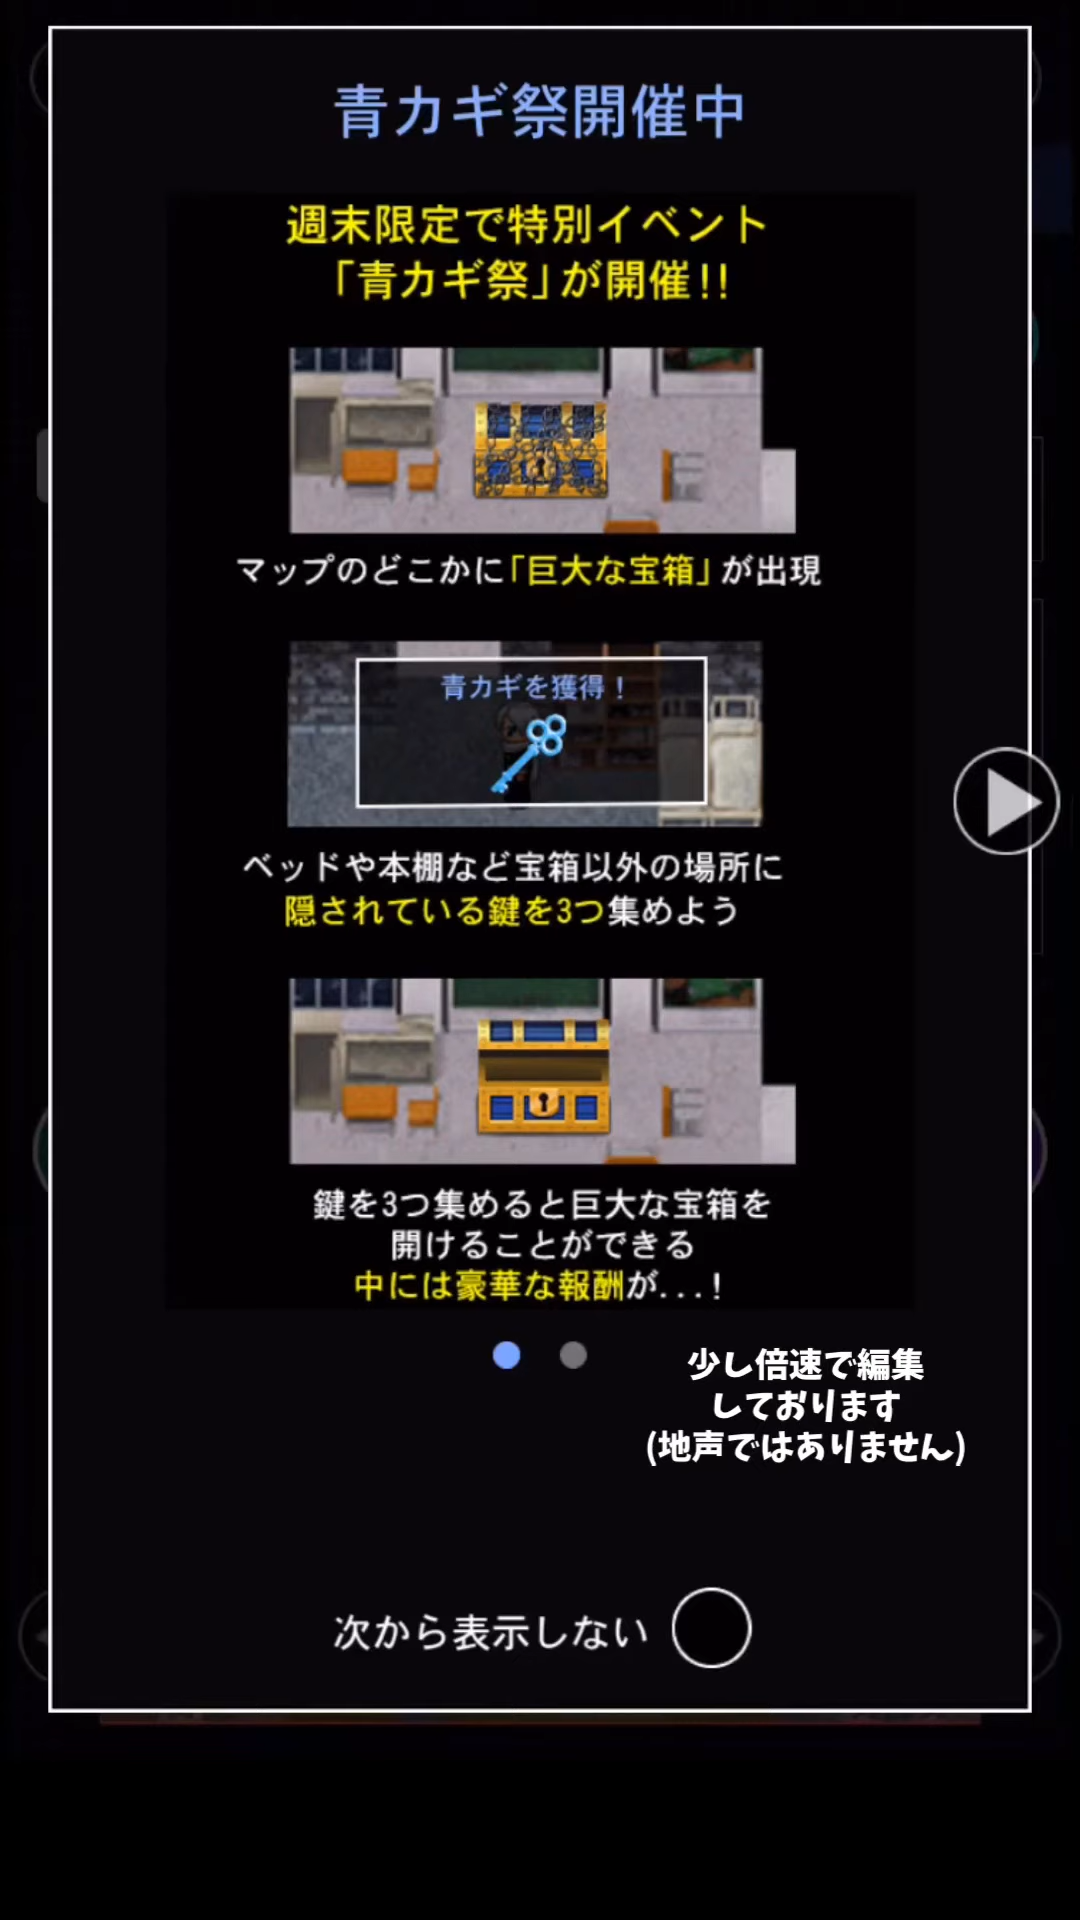 青カギ祭開催中
週末限定で特別イベント
「青カギ祭」が開催!!
マップのどこかに「巨大な宝箱」が出現
青カギを獲得！
ベッドや本棚など宝箱以外の場所に
隠されている鍵を3つ集めよう
鍵を3つ集めると巨大な宝箱を
開けることができる
中には豪華な報酬が...！
少し倍速で編集
しております
(地声ではありません)
次から表示しない